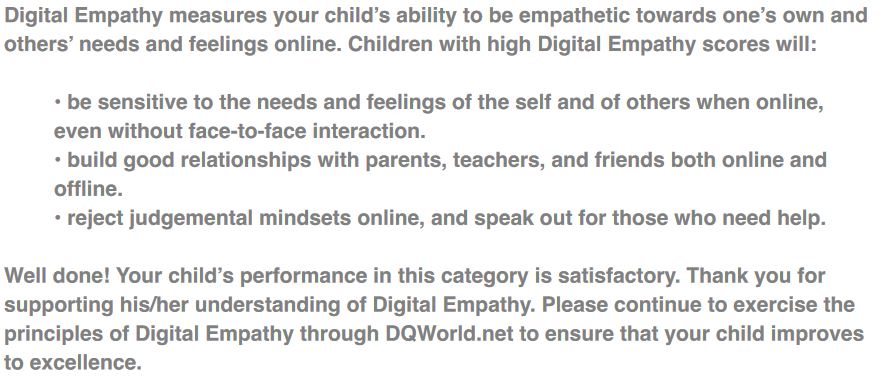 Digital Empathy measures your child’s ability to be empathetic towards one’s own and
others’ needs and feelings online. Children with high Digital Empathy scores will:
• be sensitive to the needs and feelings of the self and of others when online,
even without face-to-face interaction.
• build good relationships with parents, teachers, and friends both online and
offline.
• reject judgemental mindsets online, and speak out for those who need help.
Well done! Your child’s performance in this category is satisfactory. Thank you for
supporting his/her understanding of Digital Empathy. Please continue to exercise the
principles of Digital Empathy through DQWorld.net to ensure that your child improves
to excellence.